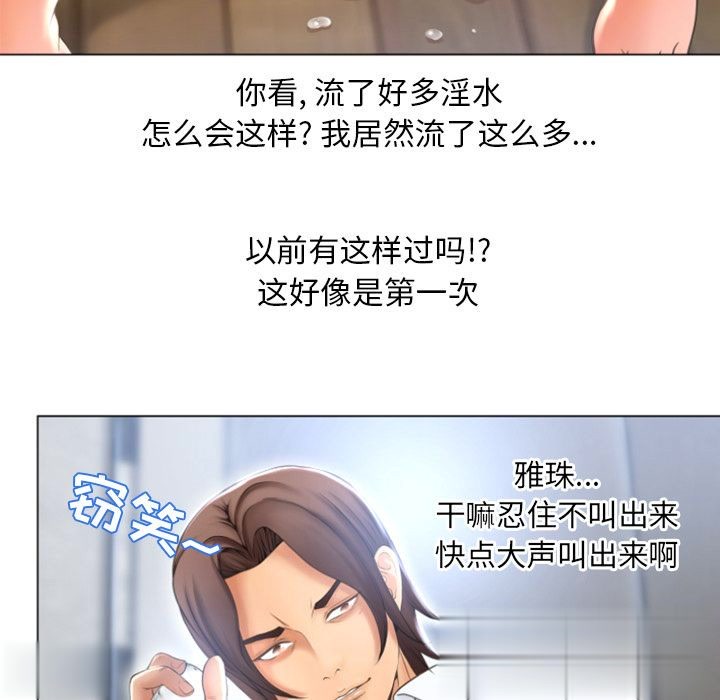 你看, 流了好多淫水
怎么会这样? 我居然流了这么多...
以前有这样过吗!?
这好像是第一次
窃笑~
雅珠...
干嘛忍住不叫出来
快点大声叫出来啊